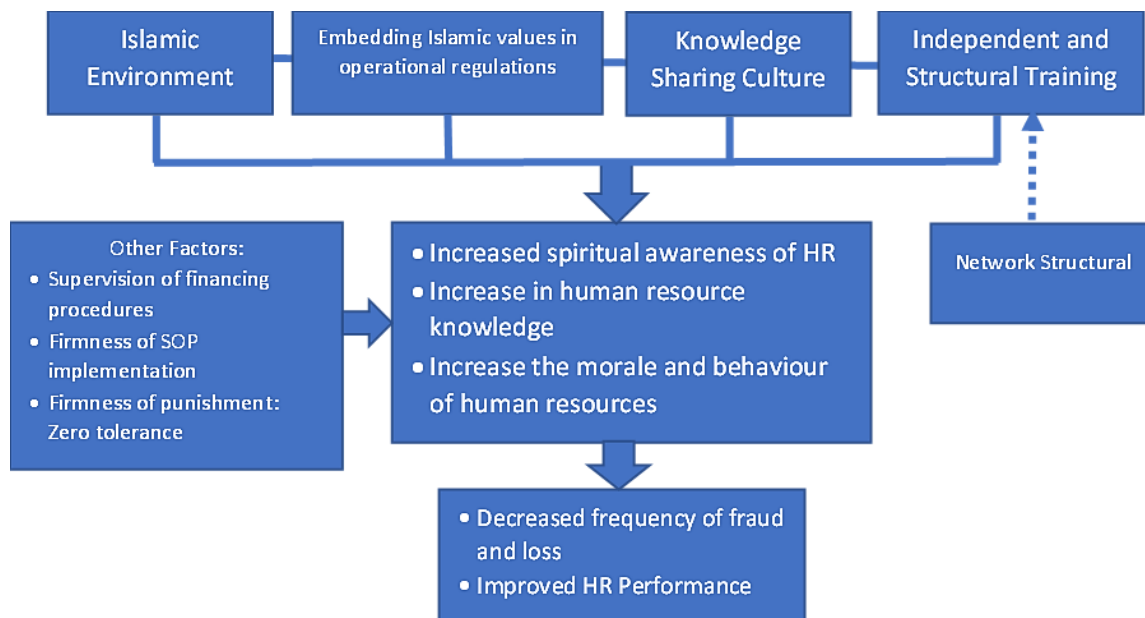 Islamic
Environment
Embedding Islamic values in
operational regulations
Knowledge
Sharing Culture
Independent and
Structural Training
Other Factors:
• Supervision of financing
procedures
• Firmness of SOP
implementation
• Firmness of punishment:
Zero tolerance
• Increased spiritual awareness of HR
• Increase in human resource
knowledge
• Increase the morale and behaviour
of human resources
Network Structural
• Decreased frequency of fraud
and loss
• Improved HR Performance